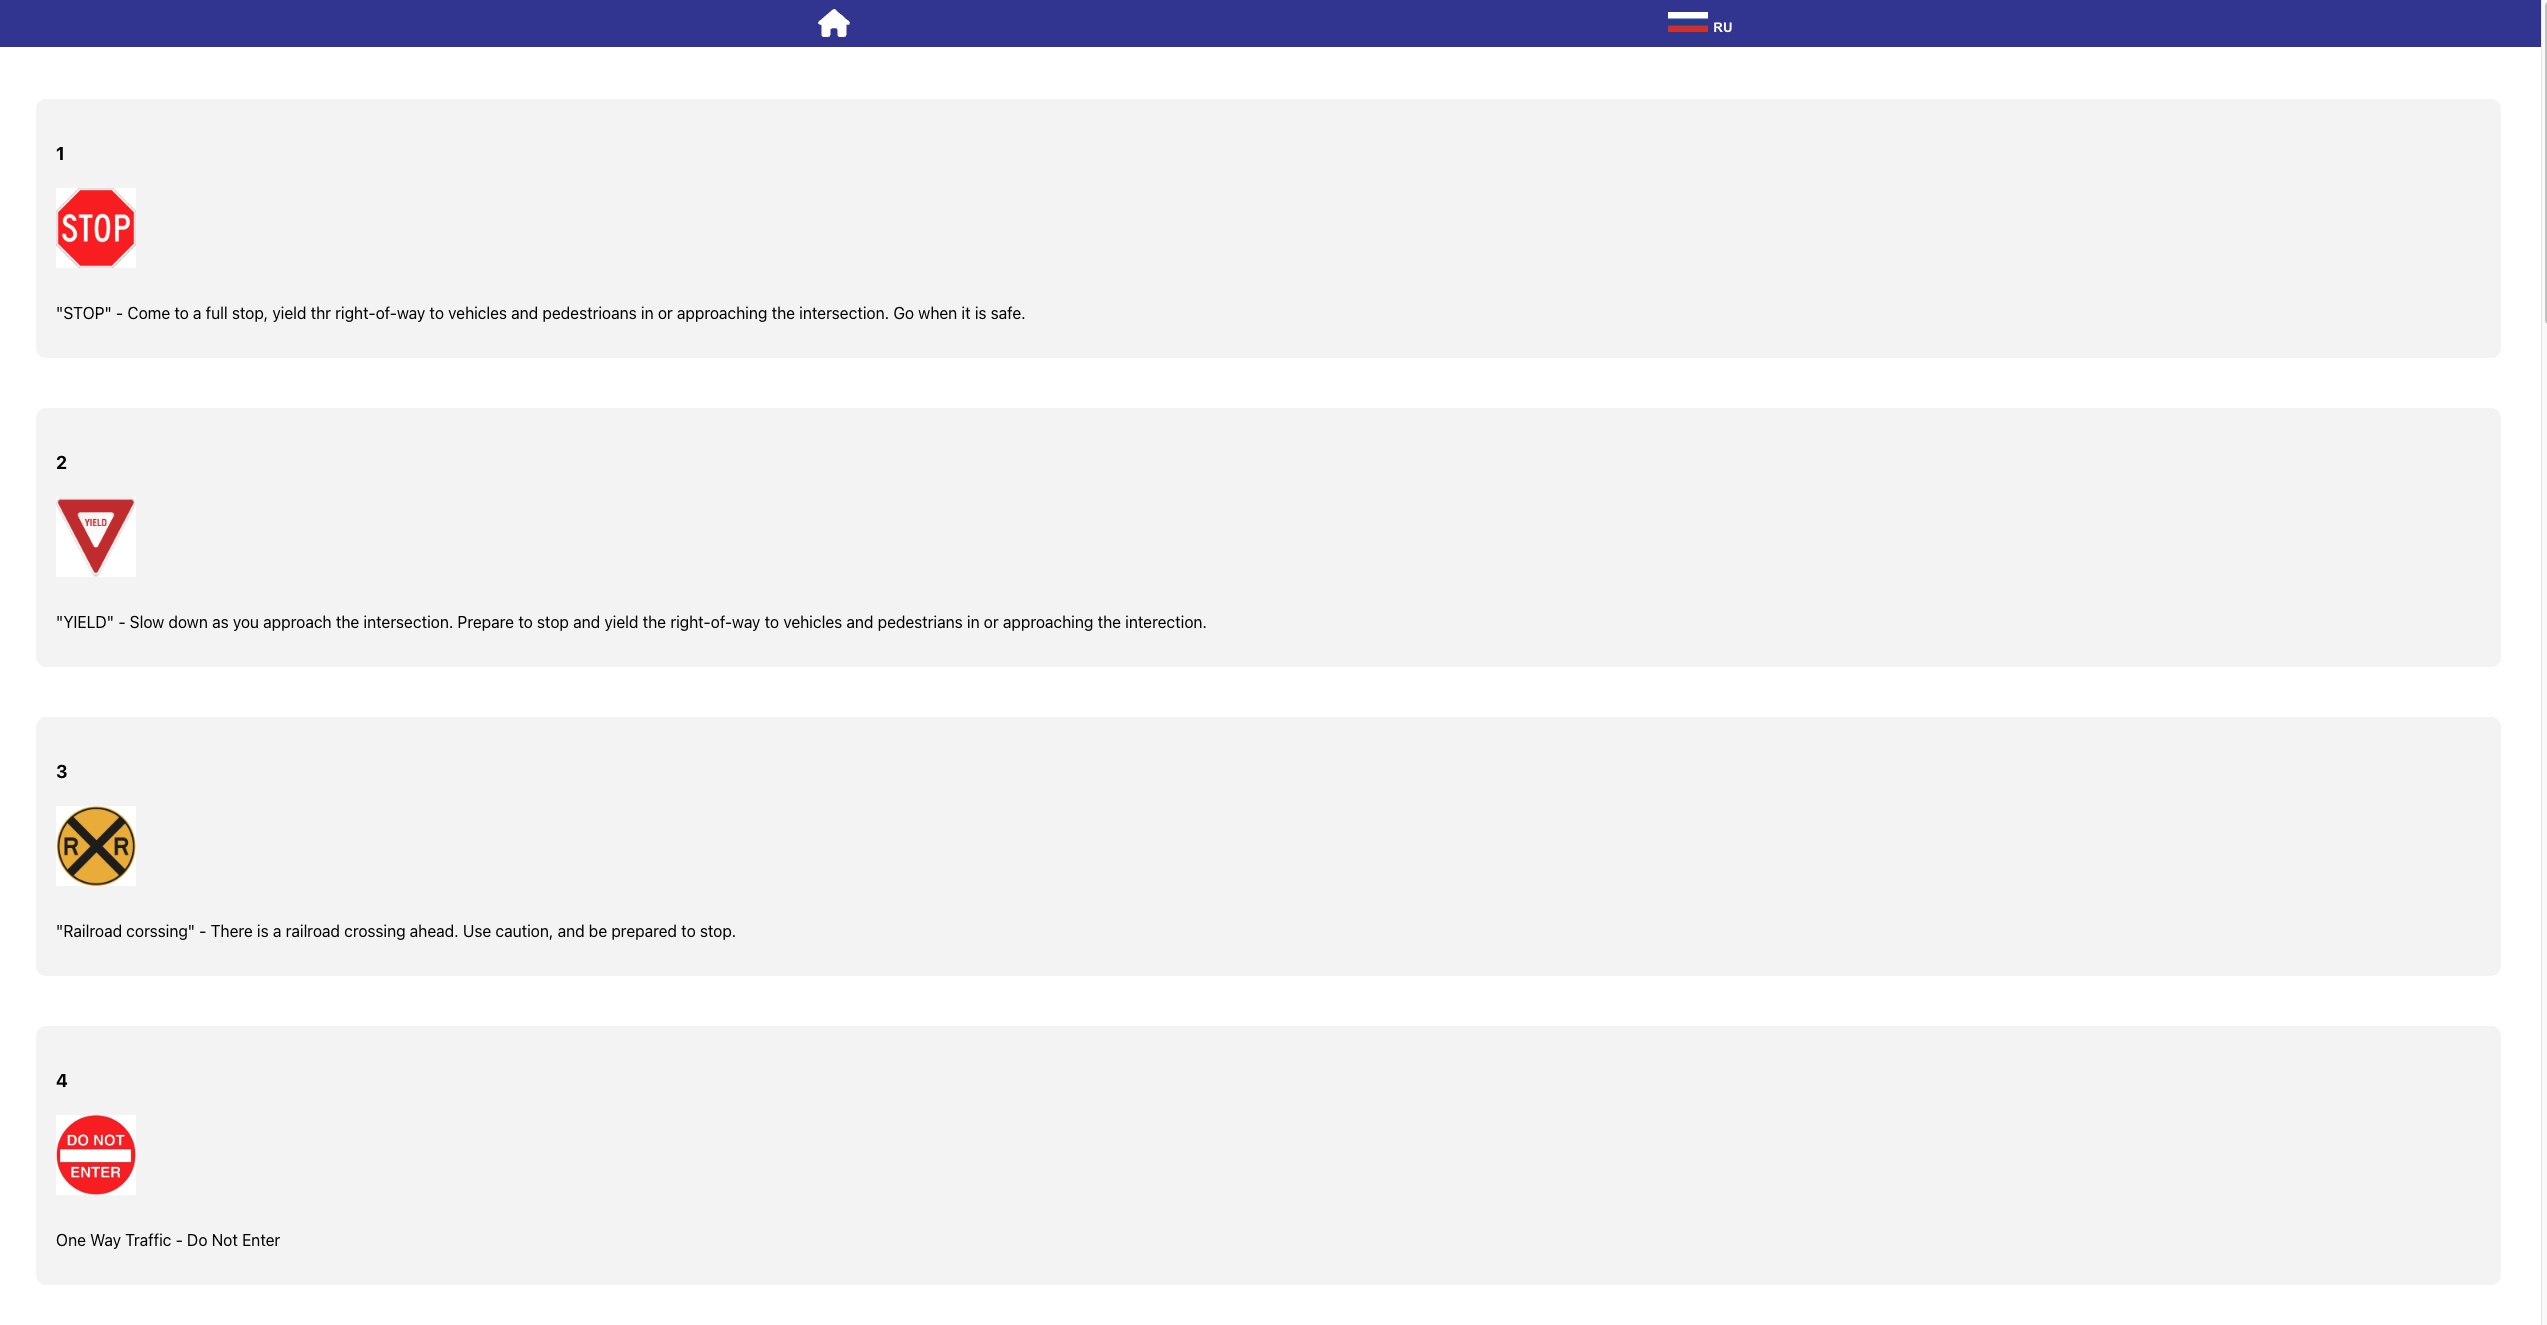 RU
1
STOP
"STOP" - Come to a full stop, yield thr right-of-way to vehicles and pedestrioans in or approaching the intersection. Go when it is safe.
2
YIELD
"YIELD" - Slow down as you approach the intersection. Prepare to stop and yield the right-of-way to vehicles and pedestrians in or approaching the interection.
3
R R
"Railroad corssing" - There is a railroad crossing ahead. Use caution, and be prepared to stop.
4
DO NOT
ENTER
One Way Traffic - Do Not Enter